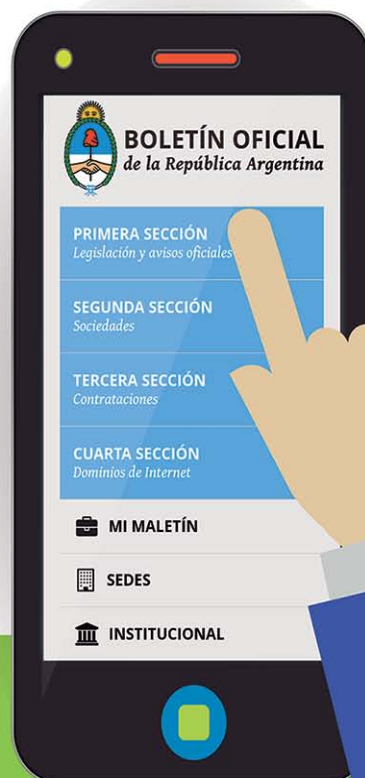 BOLETÍN OFICIAL
de la República Argentina
PRIMERA SECCIÓN
Legislación y avisos oficiales
SEGUNDA SECCIÓN
Sociedades
TERCERA SECCIÓN
Contrataciones
CUARTA SECCIÓN
Dominios de Internet
MI MALETÍN
SEDES
INSTITUCIONAL